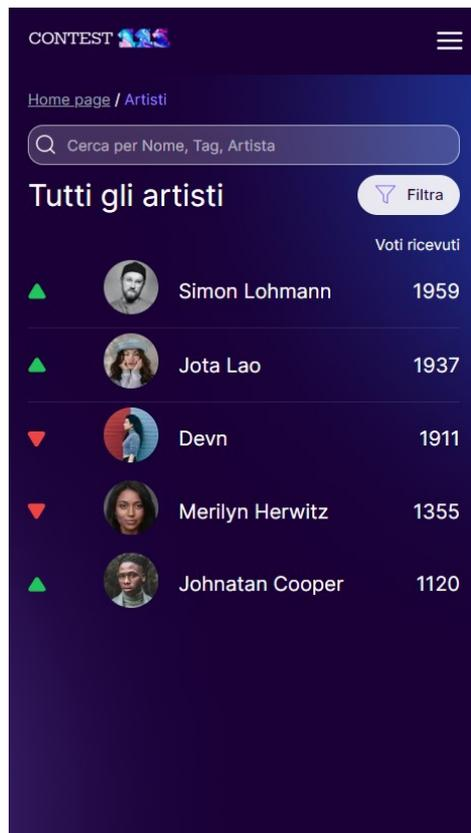 CONTEST
Home page / Artisti
Cerca per Nome, Tag, Artista
Tutti gli artisti
Filtra
Voti ricevuti
Simon Lohmann 1959
Jota Lao 1937
Devn 1911
Merilyn Herwitz 1355
Johnatan Cooper 1120